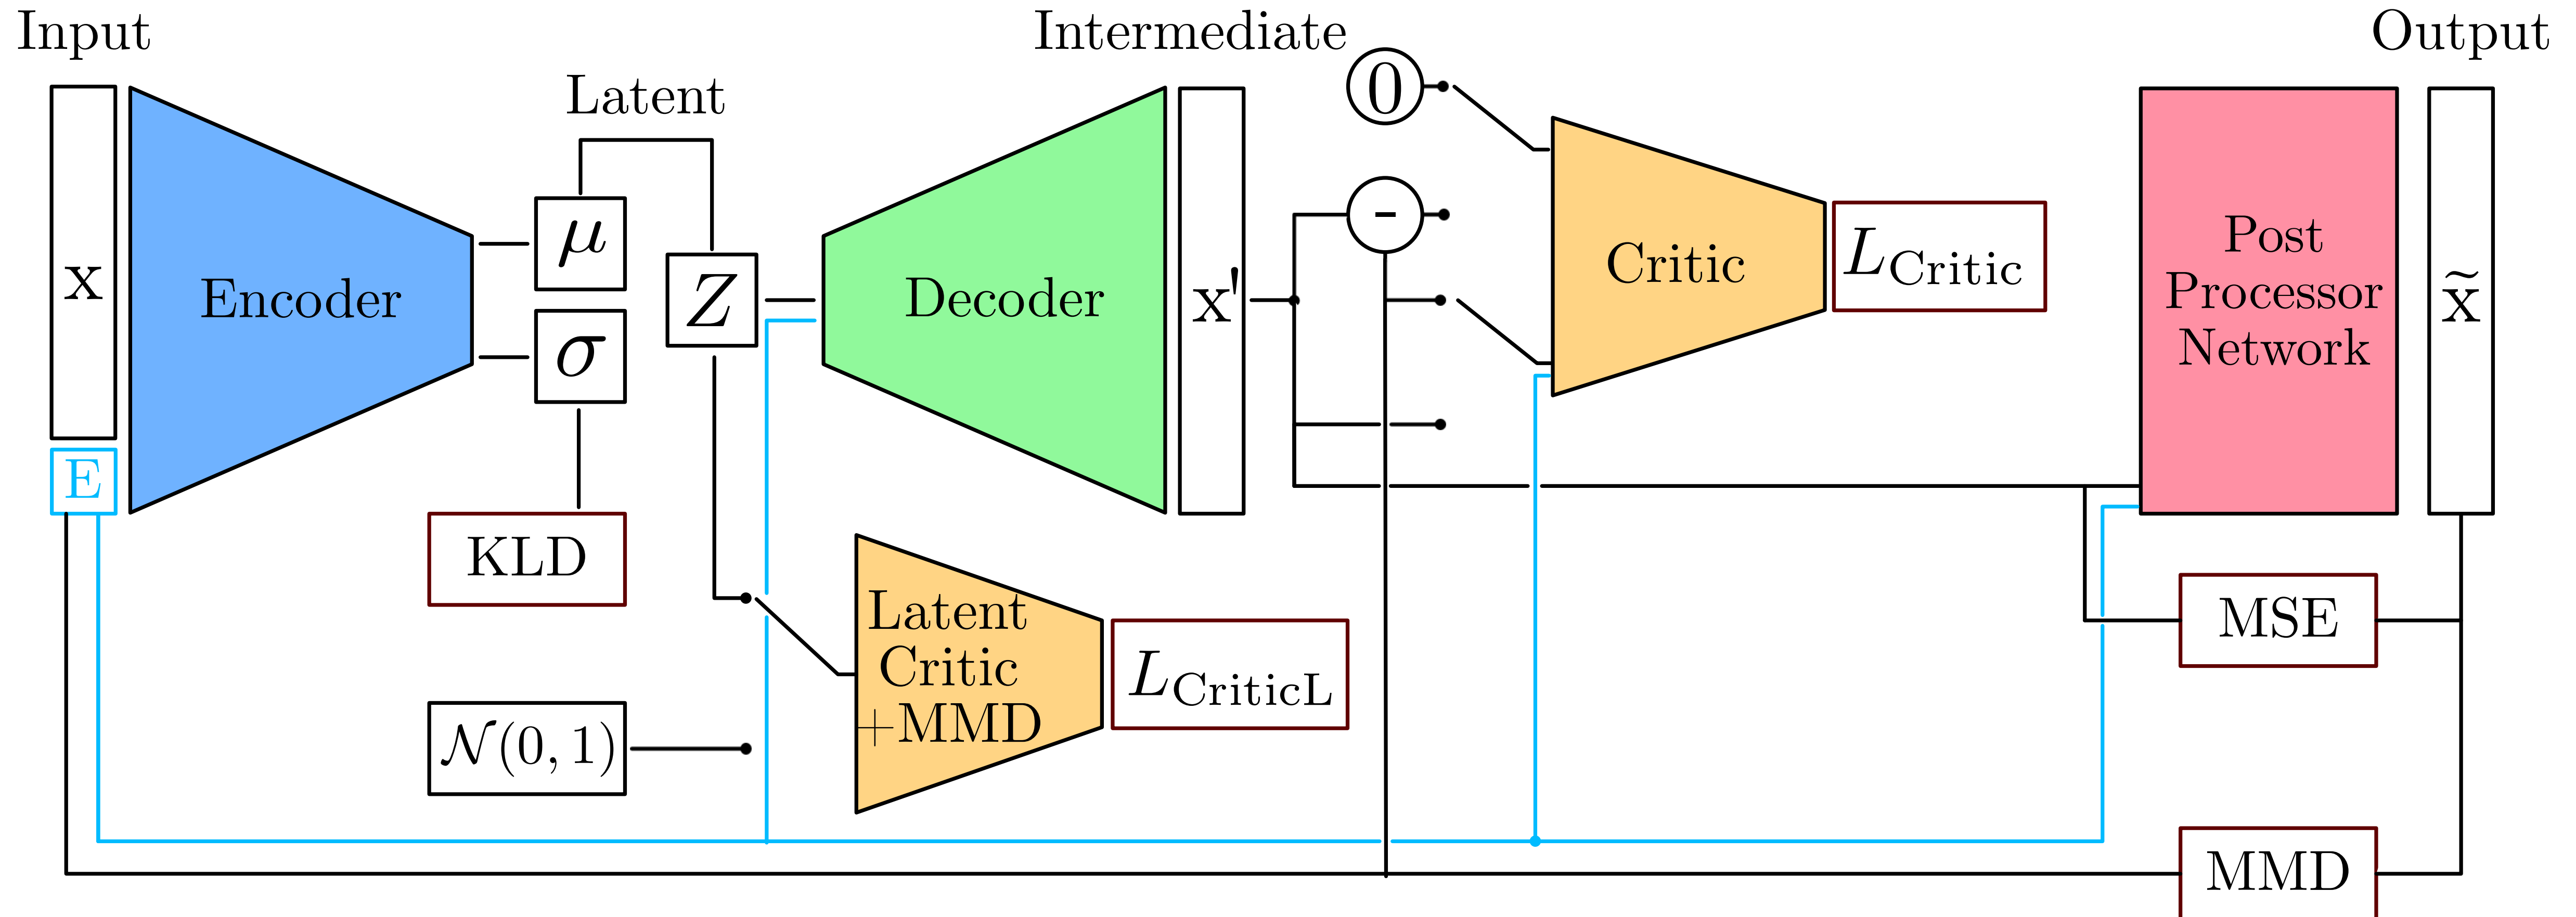 Input
Latent
Intermediate
Output
x
E
Encoder
μ
σ
KLD
Z
𝒩(0, 1)
Decoder
Latent
Critic
+MMD
L_CriticL
x'
0
-
Critic
L_Critic
Post
Processor
Network
x̃
MSE
MMD